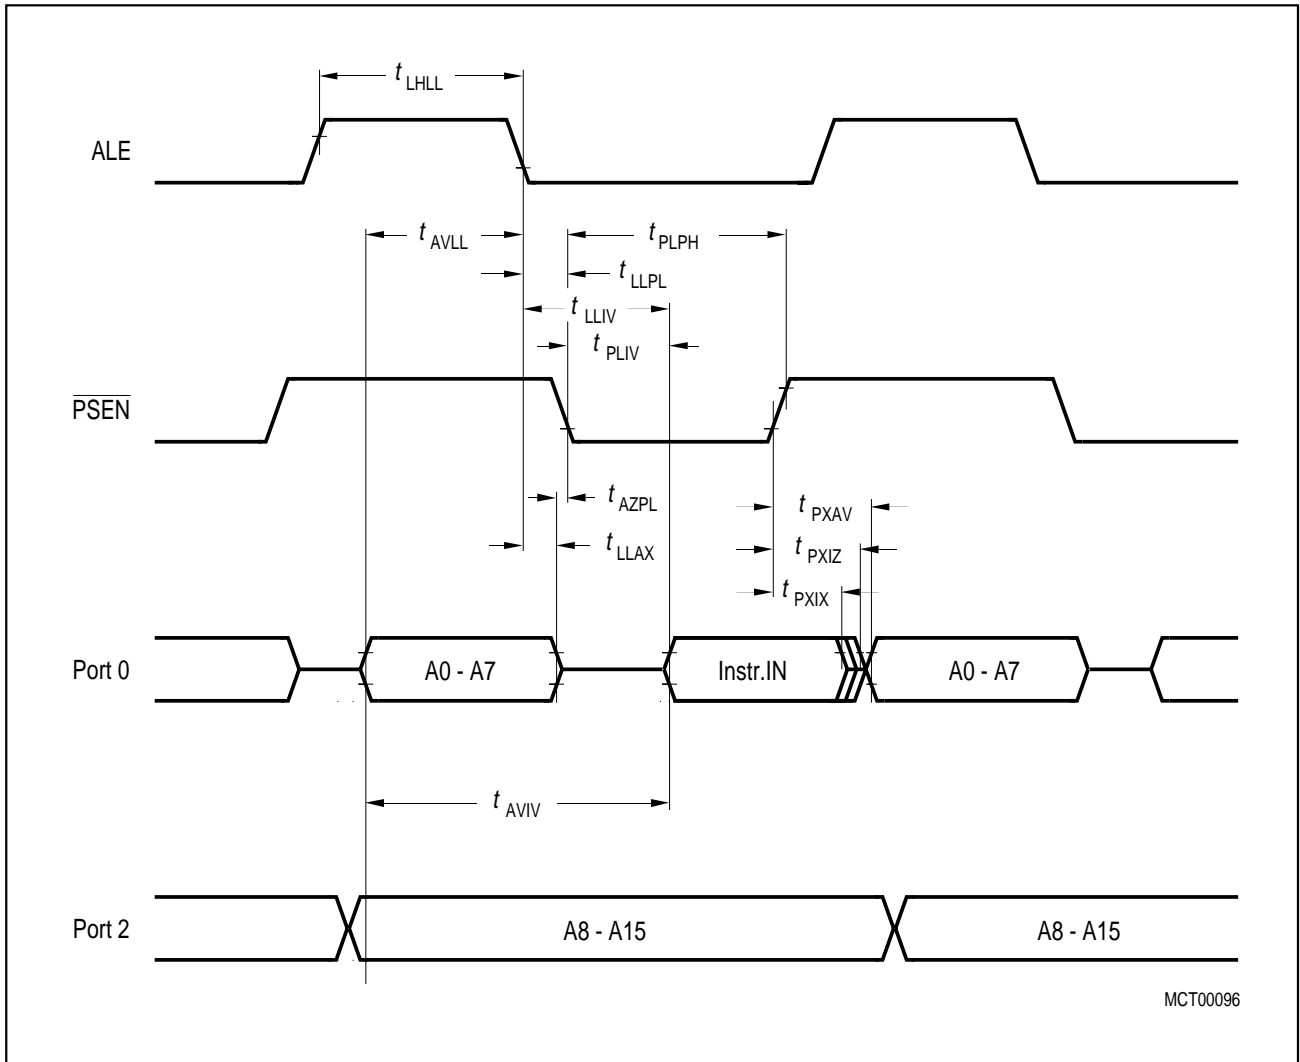 t LHLL
ALE
t AVLL
t PLPH
t LLPL
t LLIV
t PLIV
PSEN
t AZPL
t PXAV
t LLAX
t PXIZ
t PXIX
Port 0
A0 - A7
Instr.IN
A0 - A7
t AVIV
Port 2
A8 - A15
A8 - A15
MCT00096